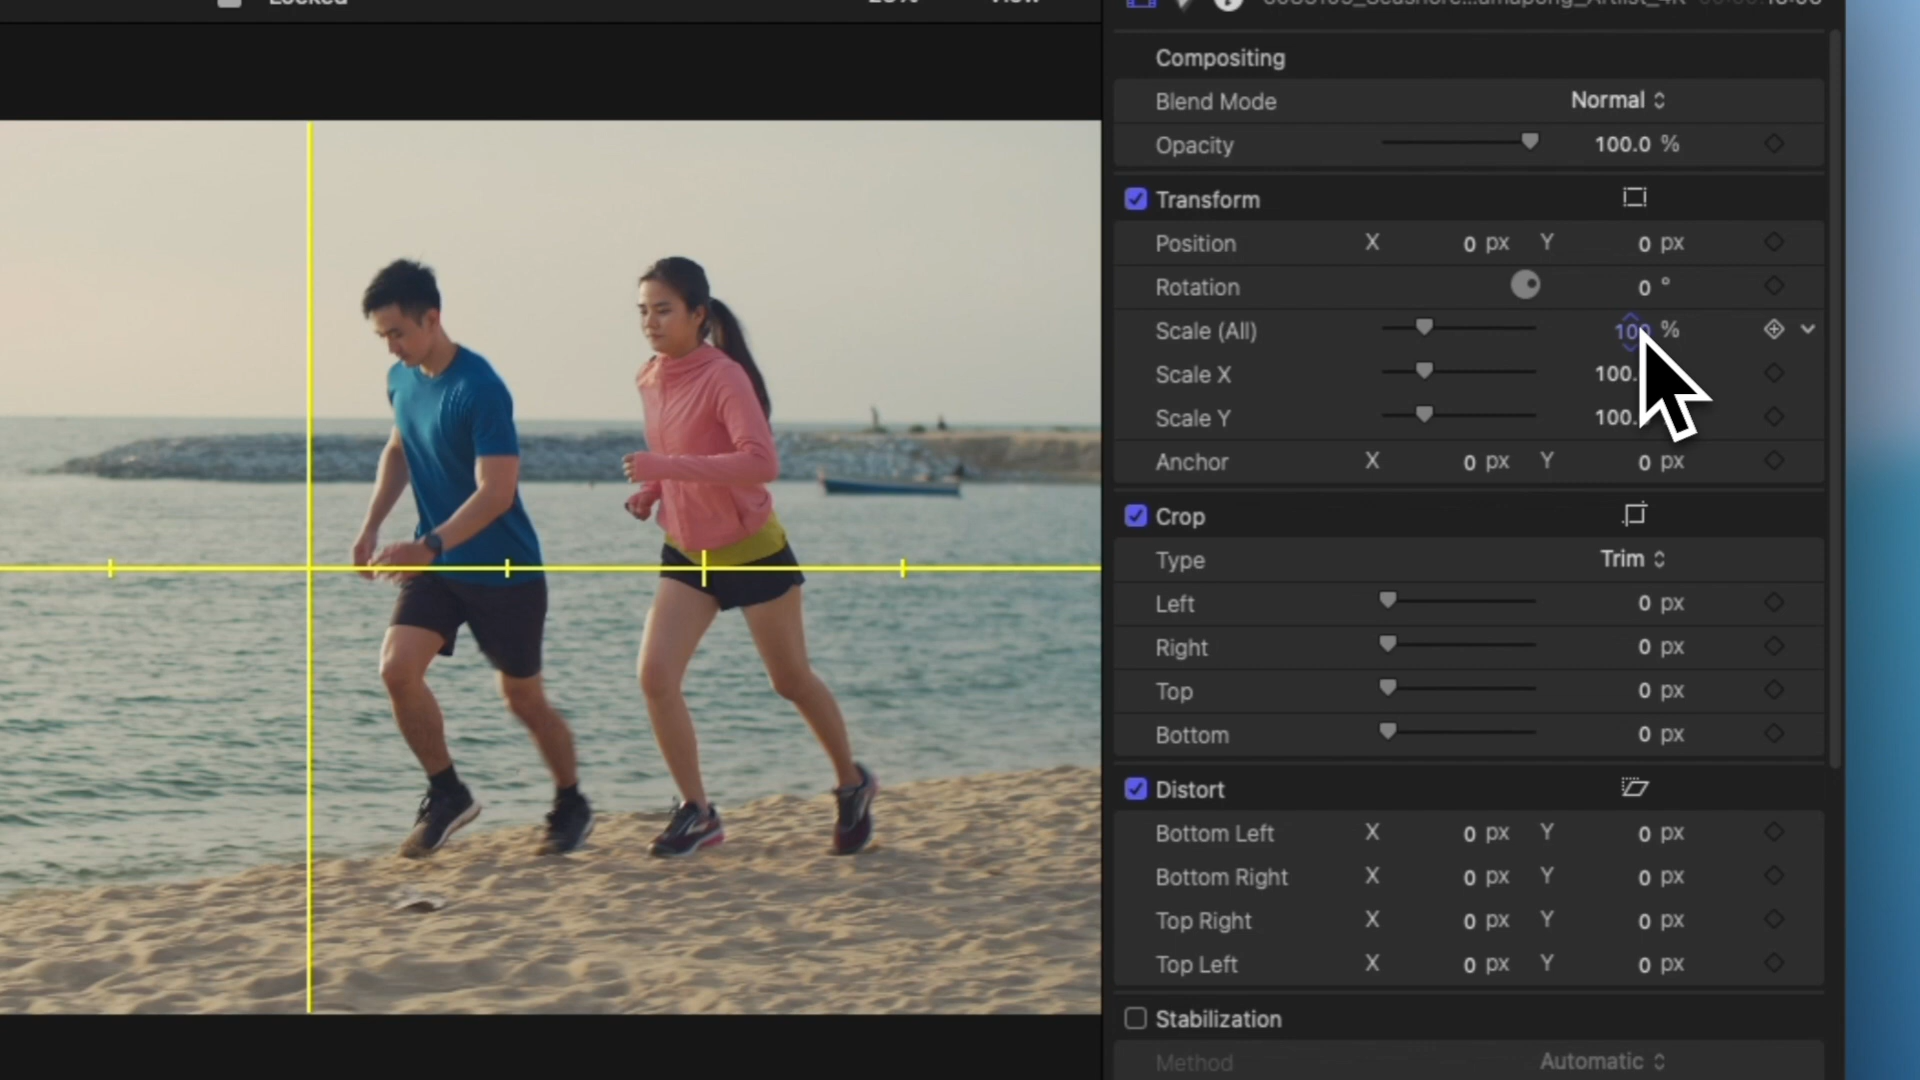 Locked
View
Compositing
Blend Mode Normal
Opacity 100.0 %
Transform
Position X 0 px Y 0 px
Rotation 0 °
Scale (All) 100 %
Scale X 100.
Scale Y 100.
Anchor X 0 px Y 0 px
Crop
Type Trim
Left 0 px
Right 0 px
Top 0 px
Bottom 0 px
Distort
Bottom Left X 0 px Y 0 px
Bottom Right X 0 px Y 0 px
Top Right X 0 px Y 0 px
Top Left X 0 px Y 0 px
Stabilization
Method Automatic